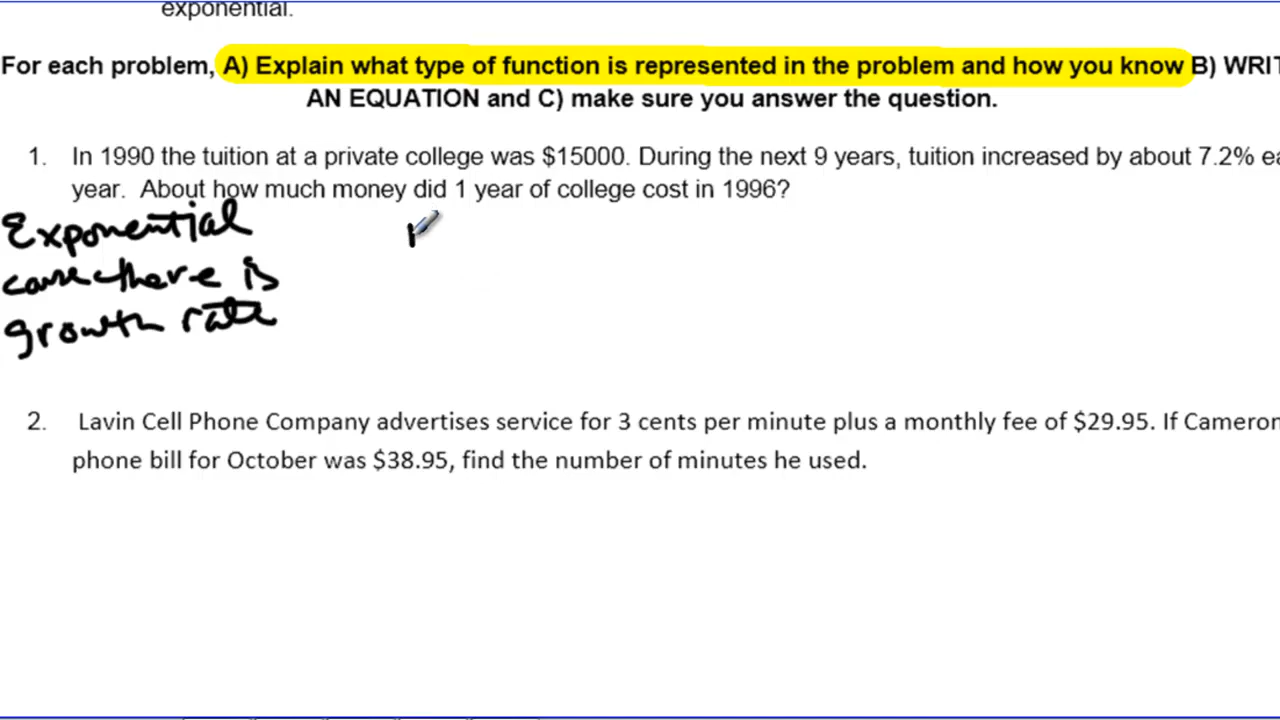 exponential.
For each problem, A) Explain what type of function is represented in the problem and how you know B) WRIT
AN EQUATION and C) make sure you answer the question.
1. In 1990 the tuition at a private college was $15000. During the next 9 years, tuition increased by about 7.2% ea
year. About how much money did 1 year of college cost in 1996?
Exponential
cause there is
growth rate
2. Lavin Cell Phone Company advertises service for 3 cents per minute plus a monthly fee of $29.95. If Cameron
phone bill for October was $38.95, find the number of minutes he used.